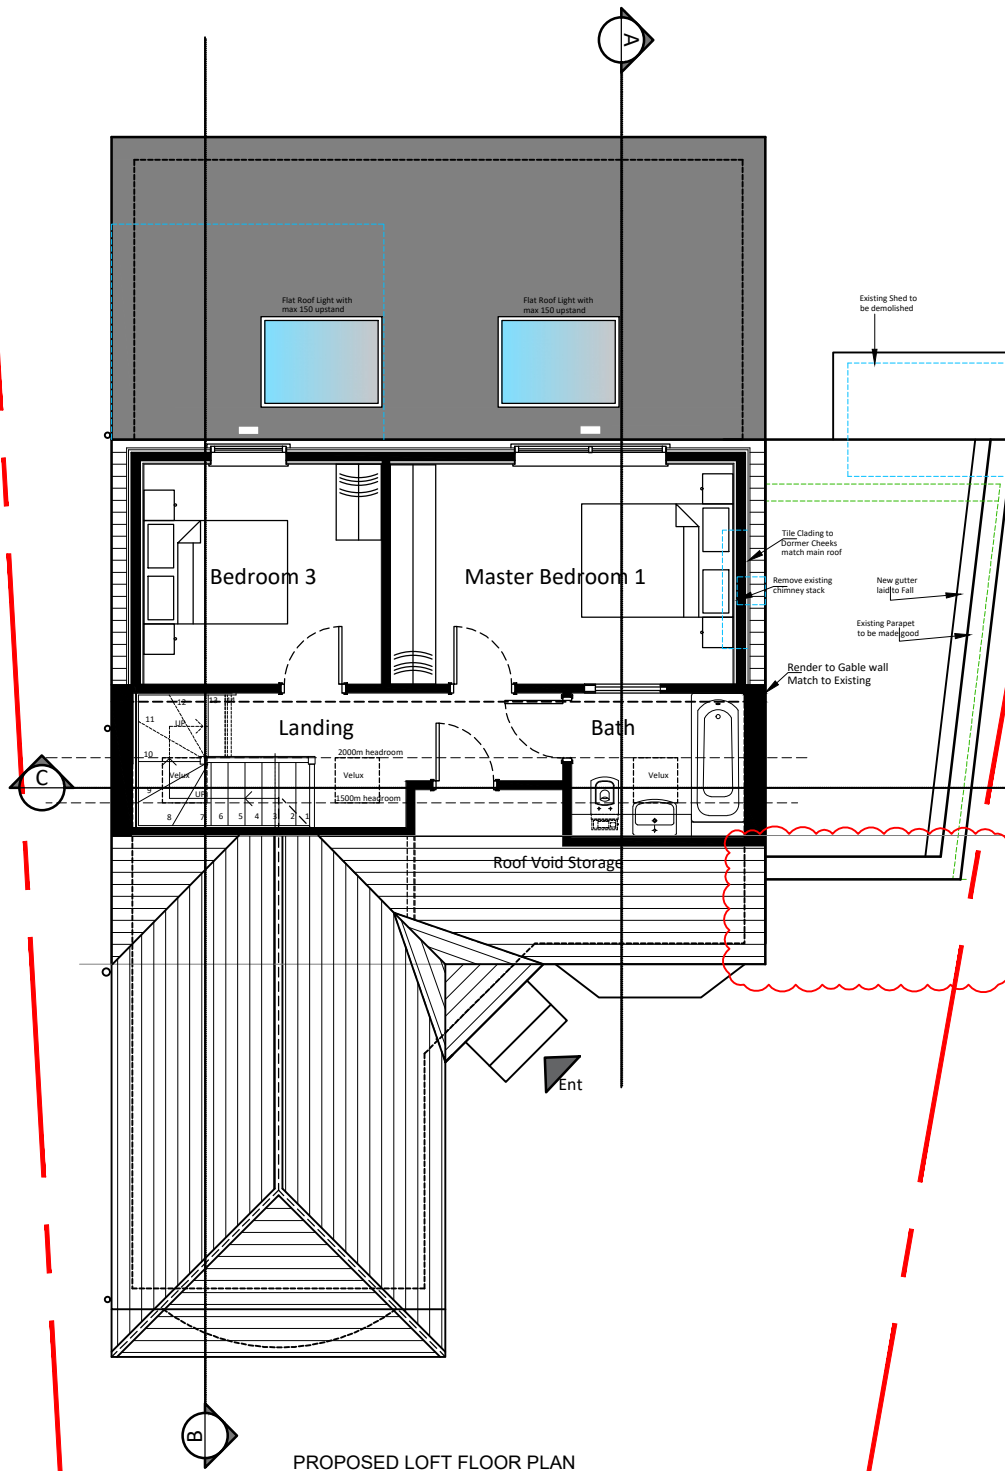 A
Flat Roof Light with
max 150 upstand
Flat Roof Light with
max 150 upstand
Existing Shed to
be demolished
Tile Clading to
Dormer Cheeks
match main roof
Bedroom 3
Master Bedroom 1
Remove existing
chimney stack
New gutter
laid to Fall
Existing Parapet
to be made good
Render to Gable wall
Match to Existing
12
13
14
11
UP
Landing
Bath
10
2000m headroom
C
Velux
Velux
Velux
9
UP
1500m headroom
8
7
6
5
4
3
2
1
Roof Void Storage
Ent
B
PROPOSED LOFT FLOOR PLAN